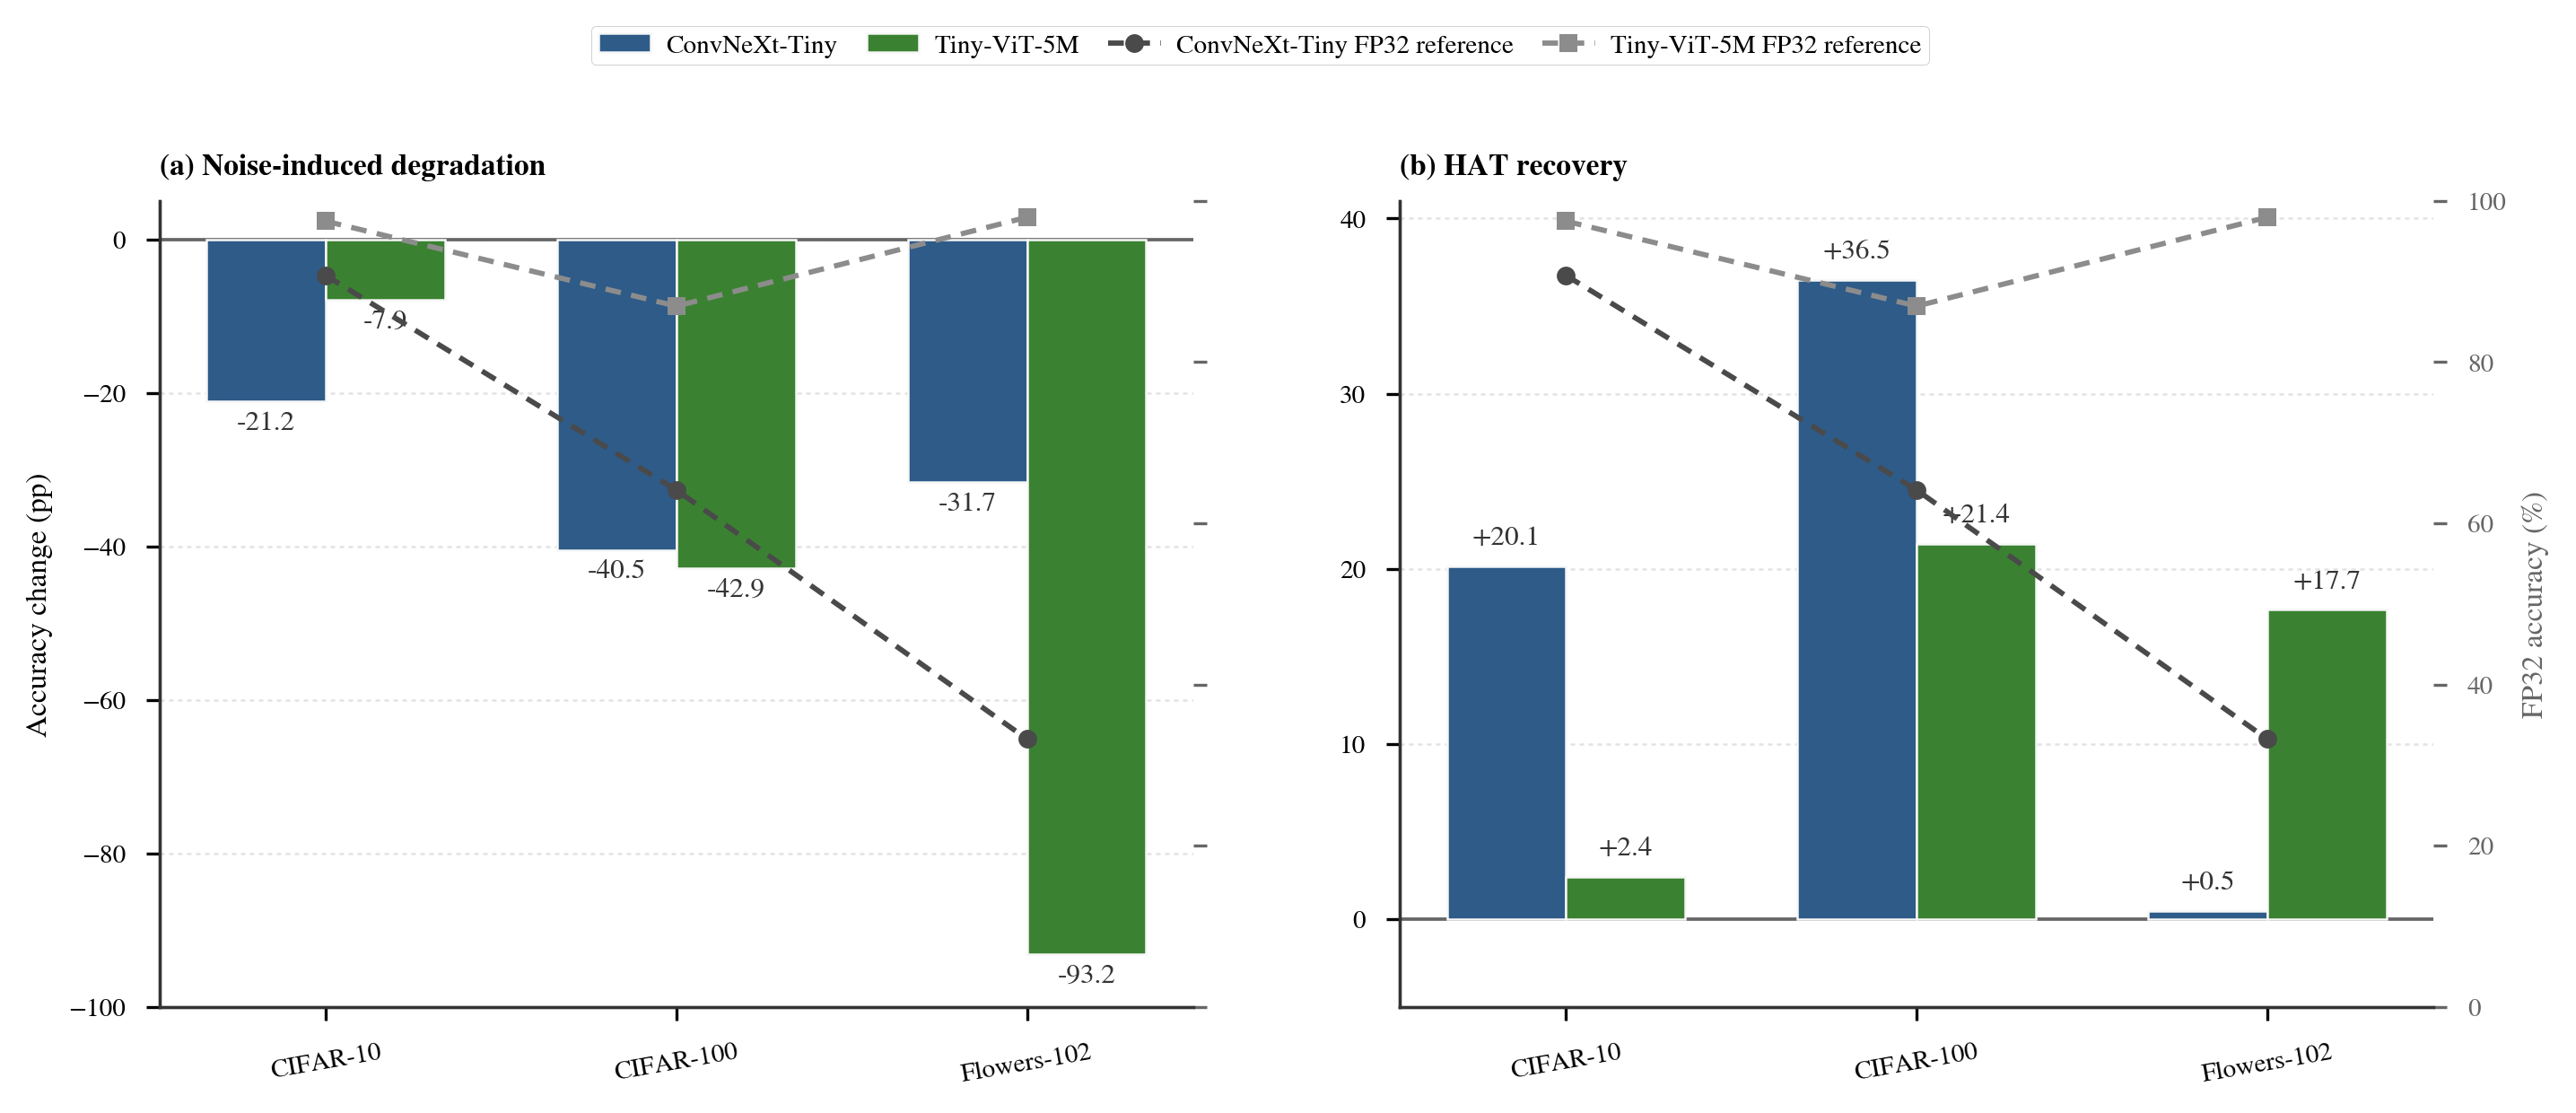 ConvNeXt-Tiny Tiny-ViT-5M ConvNeXt-Tiny FP32 reference Tiny-ViT-5M FP32 reference
(a) Noise-induced degradation
Accuracy change (pp)
0
−20
−40
−60
−80
−100
-21.2
-7.9
-40.5
-42.9
-31.7
-93.2
CIFAR-10
CIFAR-100
Flowers-102
(b) HAT recovery
40
30
20
10
0
+20.1
+2.4
+36.5
+21.4
+0.5
+17.7
CIFAR-10
CIFAR-100
Flowers-102
100
80
60
40
20
0
FP32 accuracy (%)